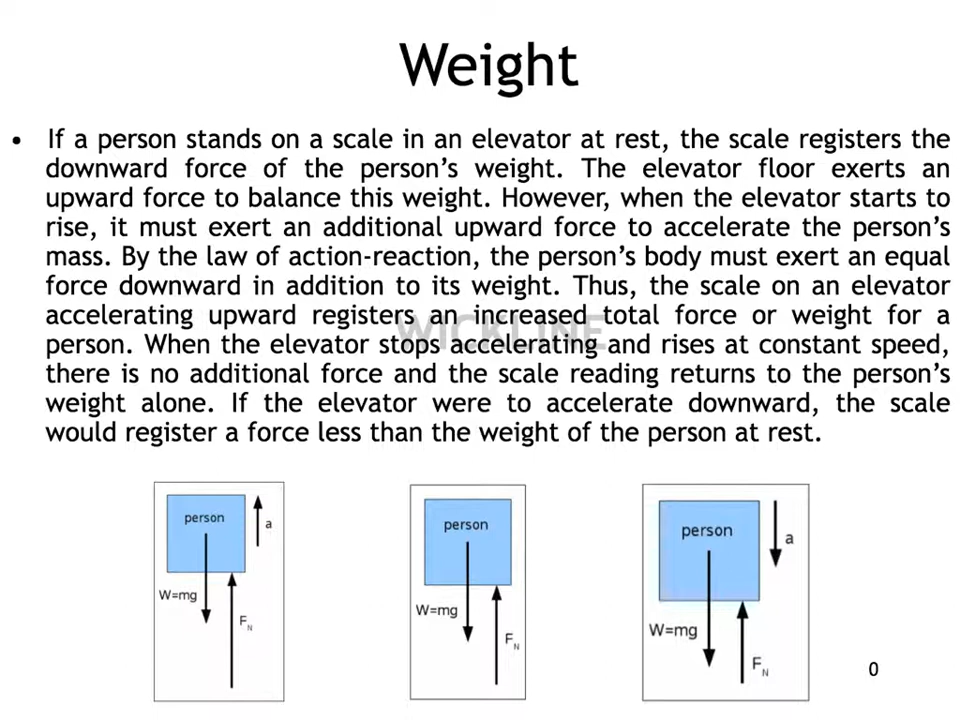 Weight
• If a person stands on a scale in an elevator at rest, the scale registers the
downward force of the person's weight. The elevator floor exerts an
upward force to balance this weight. However, when the elevator starts to
rise, it must exert an additional upward force to accelerate the person's
mass. By the law of action-reaction, the person's body must exert an equal
force downward in addition to its weight. Thus, the scale on an elevator
accelerating upward registers an increased total force or weight for a
person. When the elevator stops accelerating and rises at constant speed,
there is no additional force and the scale reading returns to the person's
weight alone. If the elevator were to accelerate downward, the scale
would register a force less than the weight of the person at rest.
WICKLINE
person
a
W=mg
FN
person
W=mg
FN
person
a
W=mg
FN
0